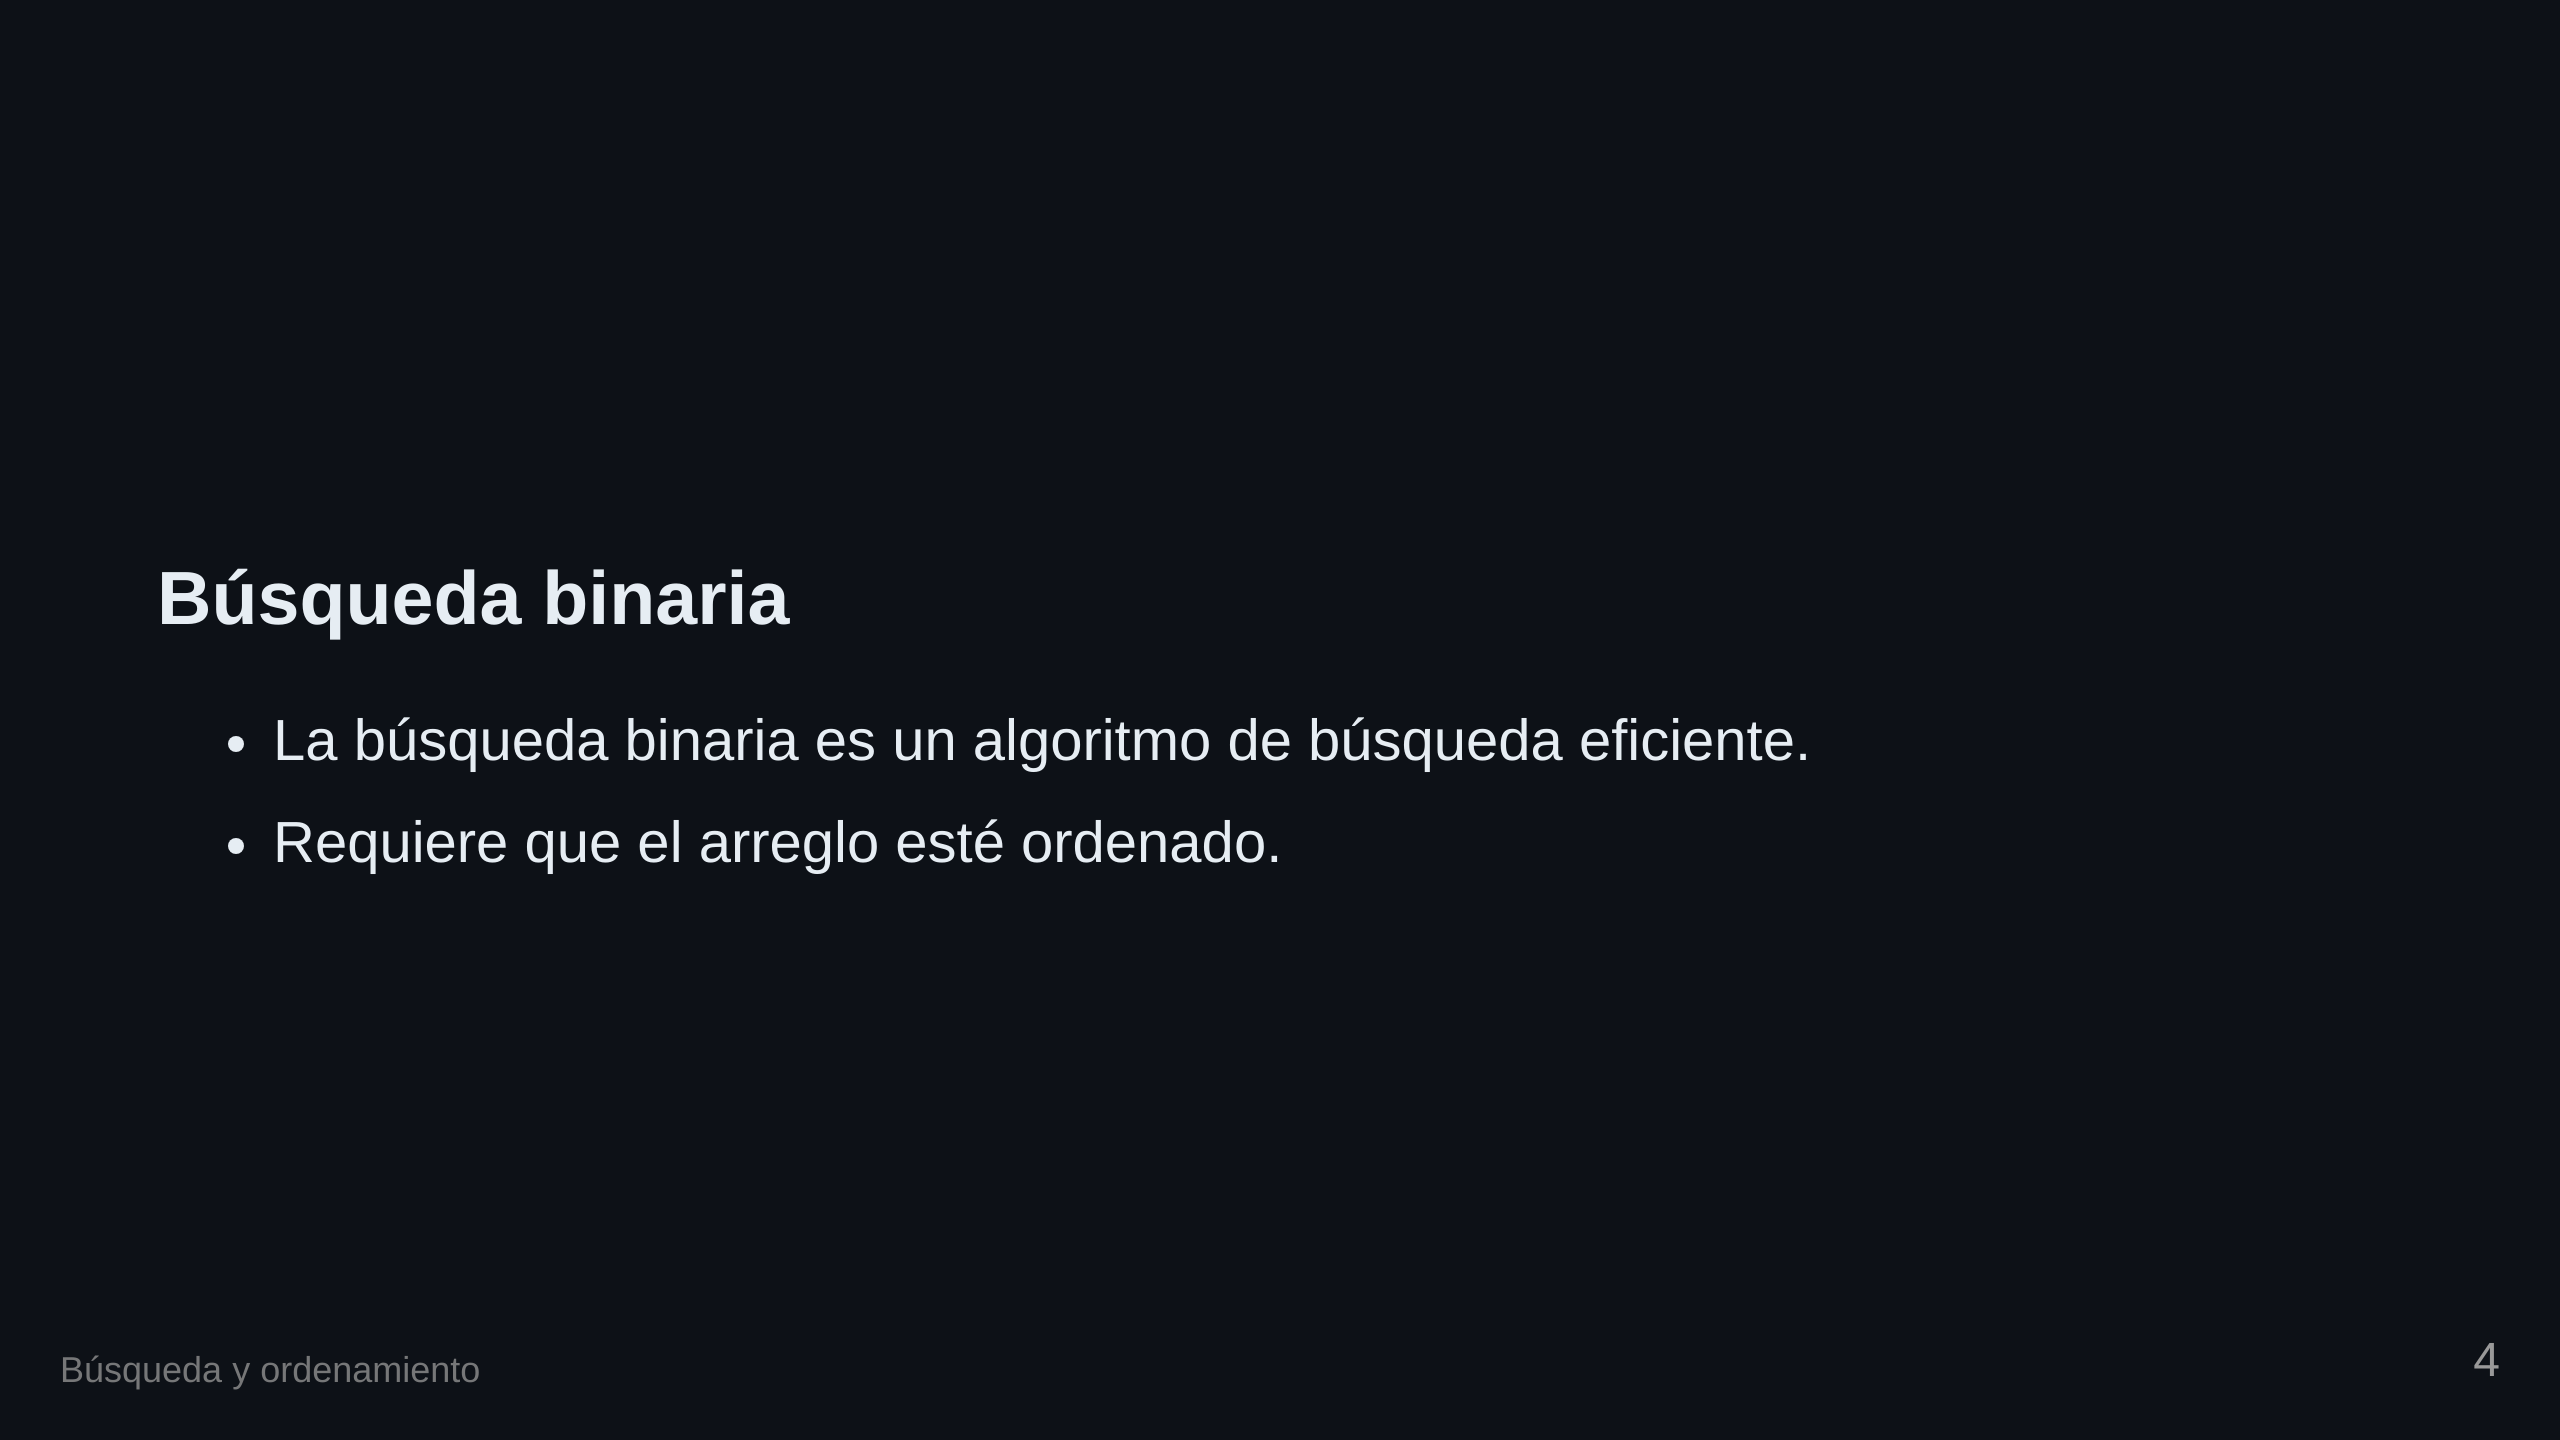 Búsqueda binaria
• La búsqueda binaria es un algoritmo de búsqueda eficiente.
• Requiere que el arreglo esté ordenado.
Búsqueda y ordenamiento
4